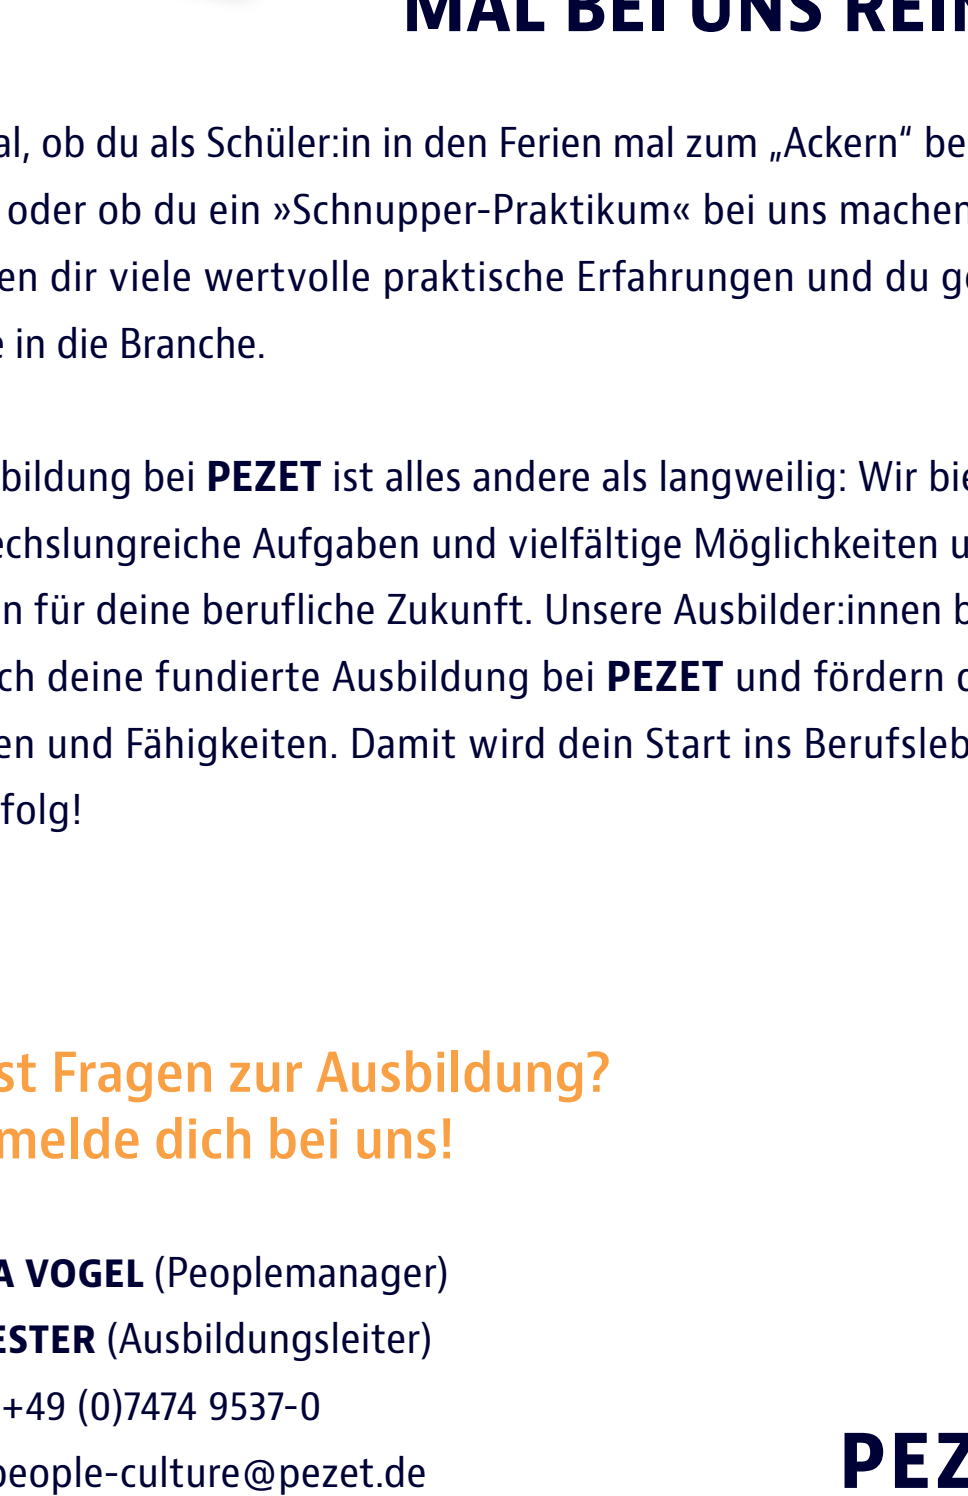 MAL BEI UNS REIN
al, ob du als Schüler:in in den Ferien mal zum „Ackern“ be
oder ob du ein »Schnupper-Praktikum« bei uns machen
en dir viele wertvolle praktische Erfahrungen und du ge
e in die Branche.
bildung bei PEZET ist alles andere als langweilig: Wir bie
echslungreiche Aufgaben und vielfältige Möglichkeiten u
n für deine berufliche Zukunft. Unsere Ausbilder:innen b
ch deine fundierte Ausbildung bei PEZET und fördern d
en und Fähigkeiten. Damit wird dein Start ins Berufsleb
folg!
st Fragen zur Ausbildung?
melde dich bei uns!
A VOGEL (Peoplemanager)
ESTER (Ausbildungsleiter)
+49 (0)7474 9537-0
people-culture@pezet.de
PEZ